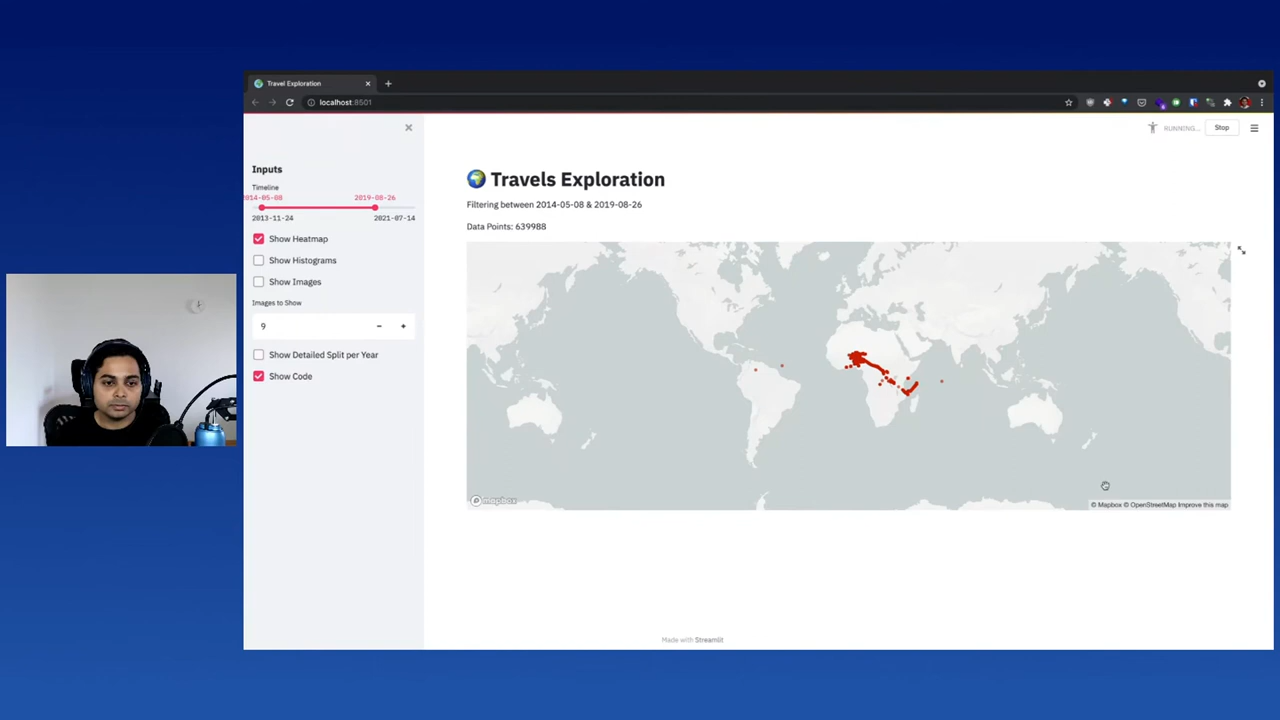 Travel Exploration
localhost:8501
RUNNING...
Stop
Inputs
Timeline
2014-05-08 2019-08-26
2013-11-24 2021-07-14
Show Heatmap
Show Histograms
Show Images
Images to Show
9 - +
Show Detailed Split per Year
Show Code
Travels Exploration
Filtering between 2014-05-08 & 2019-08-26
Data Points: 639988
mapbox
© Mapbox © OpenStreetMap Improve this map
Made with Streamlit